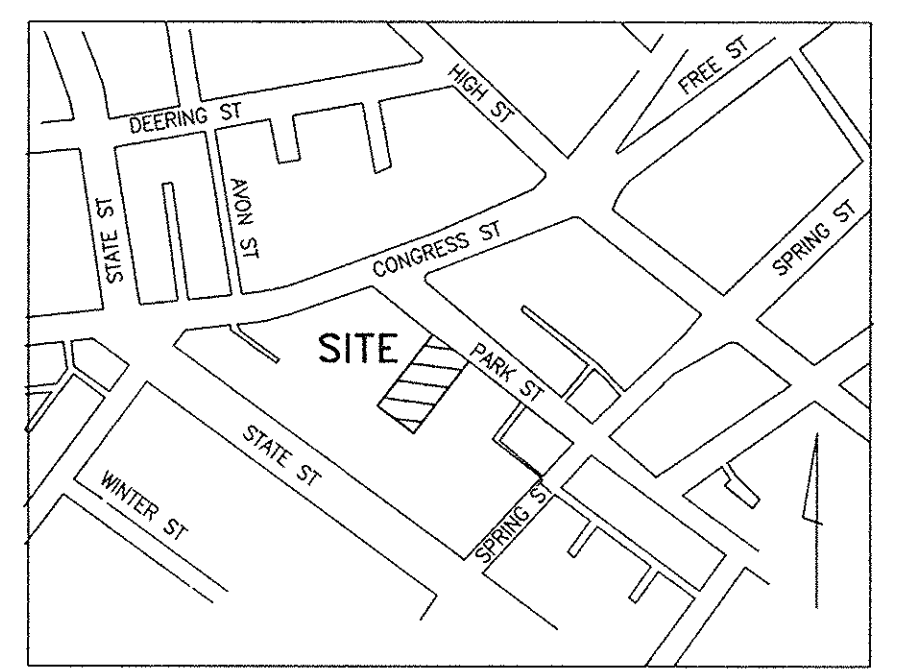 HIGH ST
FREE ST
DEERING ST
AVON ST
STATE ST
CONGRESS ST
SPRING ST
SITE
PARK ST
STATE ST
WINTER ST
SPRING S